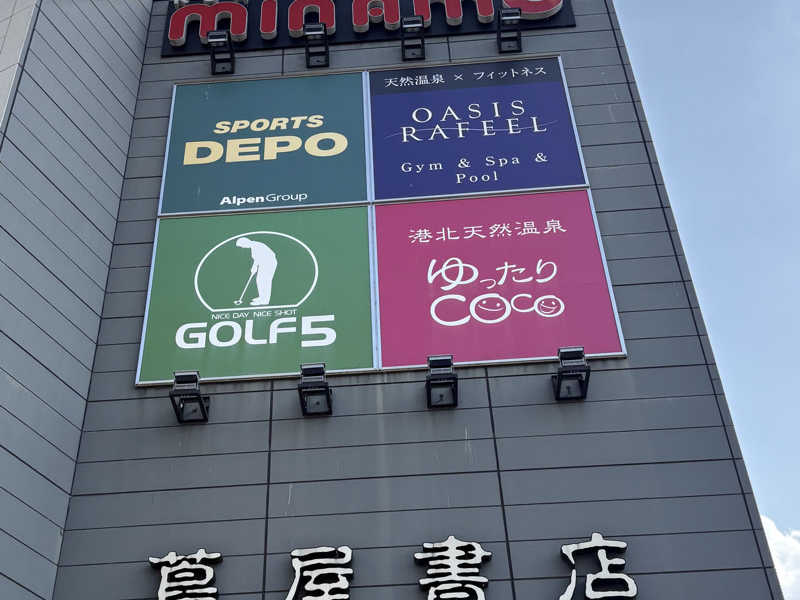 minamo
SPORTS
DEPO
AlpenGroup
天然温泉 × フィットネス
OASIS
RAFEEL
Gym & Spa &
Pool
NICE DAY NICE SHOT
GOLF5
港北天然温泉
ゆったり
COCO
蔦屋書店